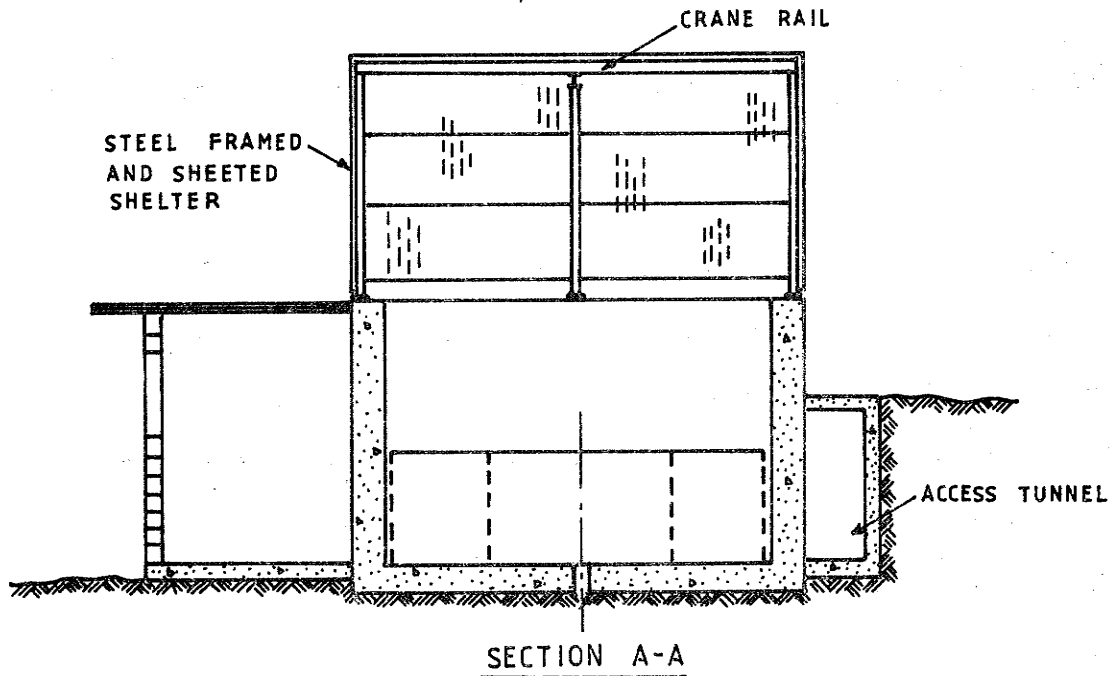 CRANE RAIL
STEEL FRAMED
AND SHEETED
SHELTER
ACCESS TUNNEL
SECTION A-A